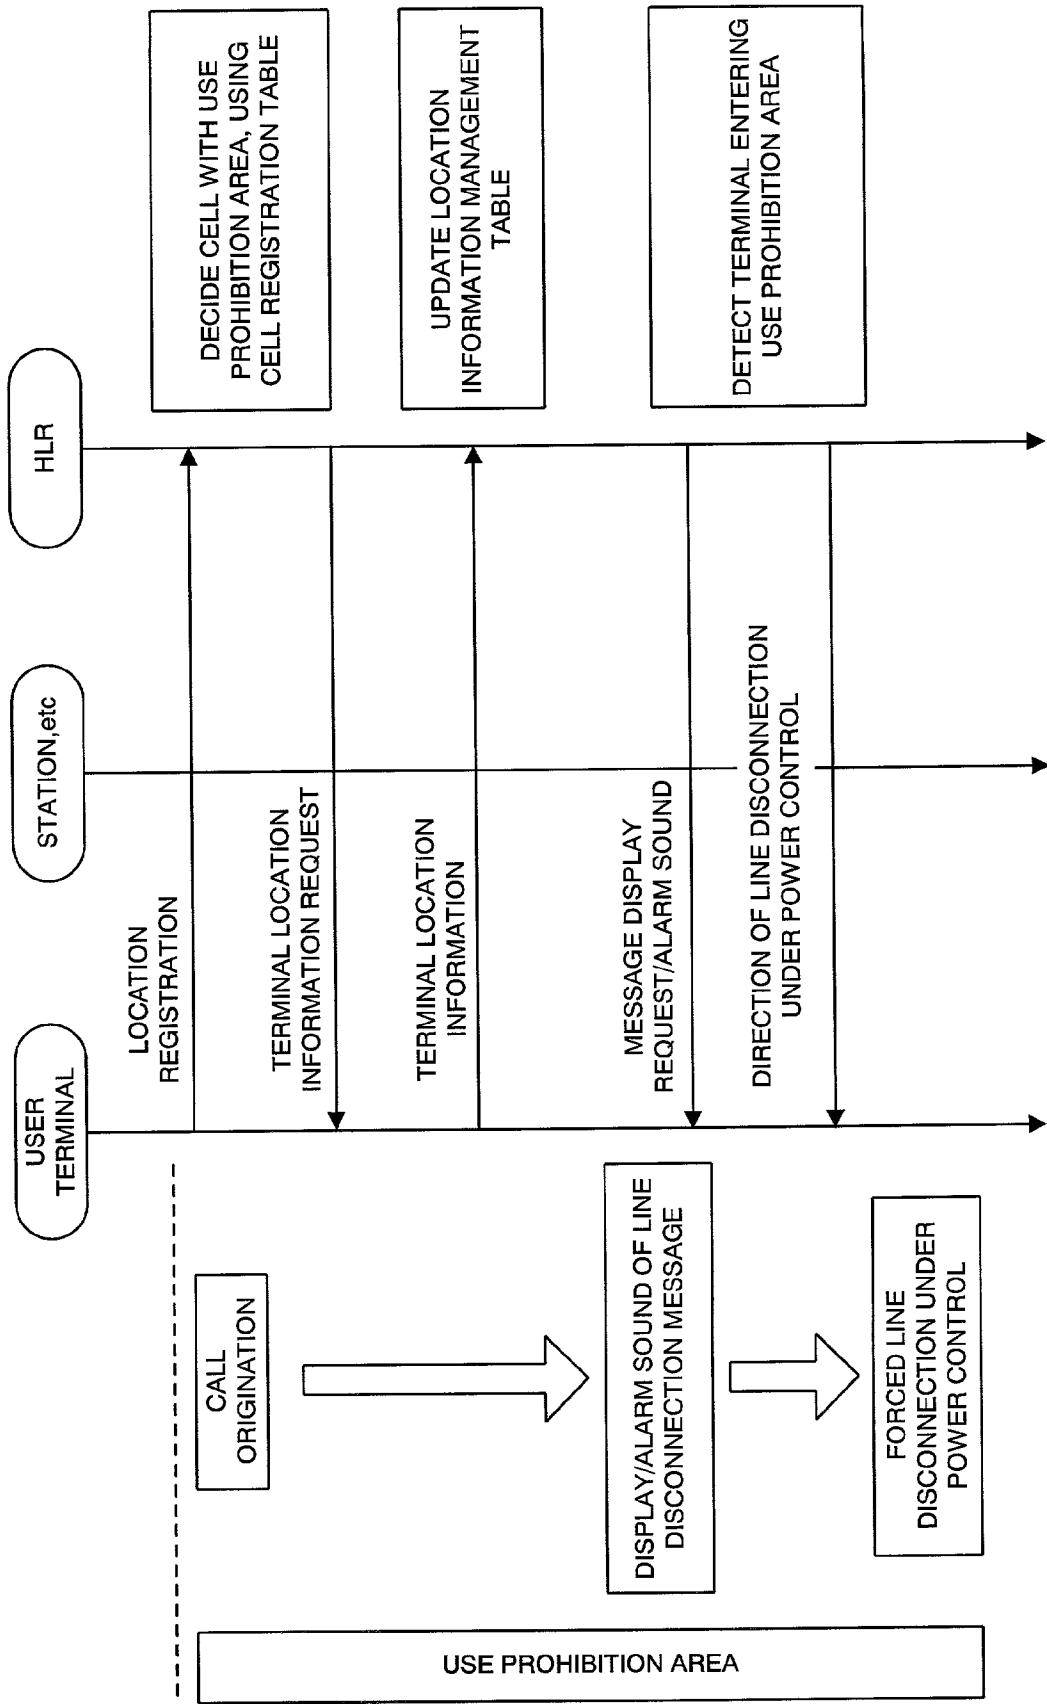 USER
TERMINAL
STATION,etc
HLR
CALL
ORIGINATION
LOCATION
REGISTRATION
DECIDE CELL WITH USE
PROHIBITION AREA, USING
CELL REGISTRATION TABLE
TERMINAL LOCATION
INFORMATION REQUEST
TERMINAL LOCATION
INFORMATION
UPDATE LOCATION
INFORMATION MANAGEMENT
TABLE
DISPLAY/ALARM SOUND OF LINE
DISCONNECTION MESSAGE
MESSAGE DISPLAY
REQUEST/ALARM SOUND
DETECT TERMINAL ENTERING
USE PROHIBITION AREA
DIRECTION OF LINE DISCONNECTION
UNDER POWER CONTROL
FORCED LINE
DISCONNECTION UNDER
POWER CONTROL
USE PROHIBITION AREA